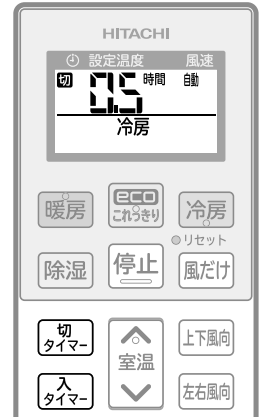 HITACHI
設定温度 風速
切 0.5 時間 自動
冷房
暖房 eco これっきり 冷房
リセット
除湿 停止 風だけ
切タイマー
室温
上下風向
入タイマー
左右風向